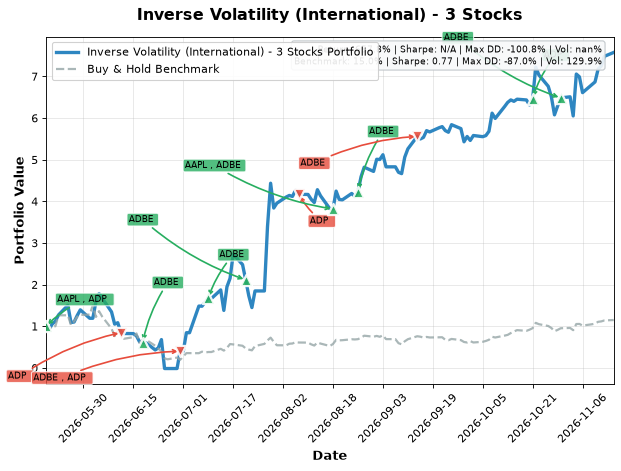 Inverse Volatility (International) - 3 Stocks
ADBE
Inverse Volatility (International) - 3 Stocks Portfolio
Buy & Hold Benchmark
8% | Sharpe: N/A | Max DD: -100.8% | Vol: nan%
Benchmark: 15.0% | Sharpe: 0.77 | Max DD: -87.0% | Vol: 129.9%
Portfolio Value
7
6
5
4
3
2
1
0
ADBE
ADBE
AAPL , ADBE
ADP
ADBE
ADBE
ADBE
AAPL , ADP
ADP
ADBE , ADP
2026-05-30
2026-06-15
2026-07-01
2026-07-17
2026-08-02
2026-08-18
2026-09-03
2026-09-19
2026-10-05
2026-10-21
2026-11-06
Date